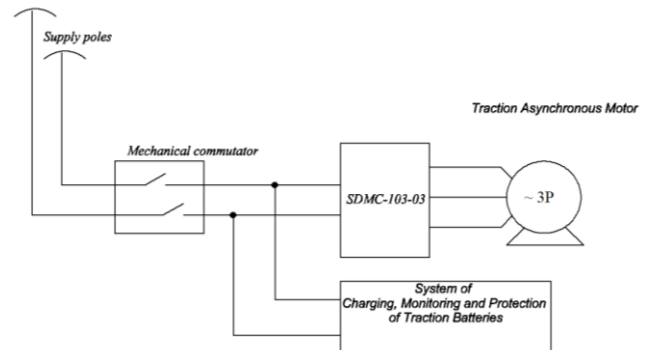 Supply poles
Traction Asynchronous Motor
Mechanical commutator
SDMC-103-03
~ 3P
System of
Charging, Monitoring and Protection
of Traction Batteries